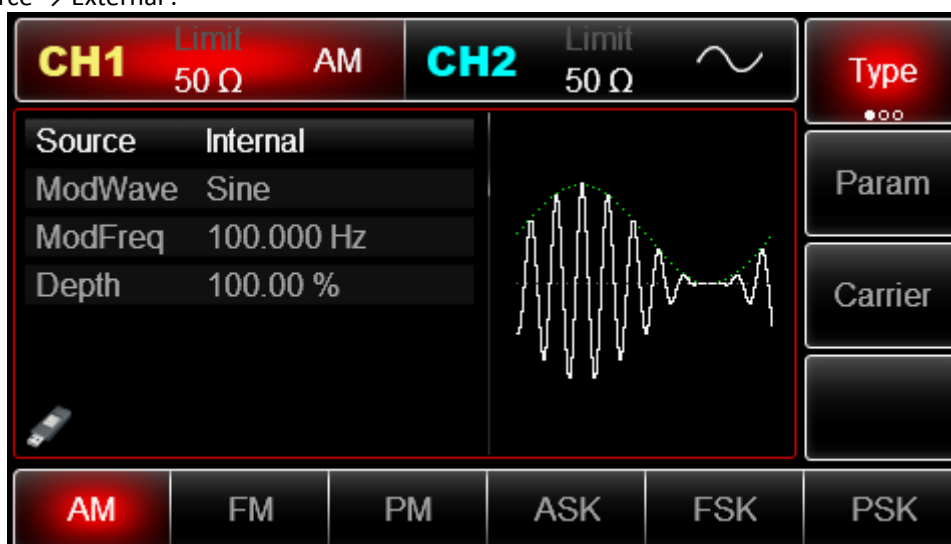 rce → External .
CH1 Limit 50 Ω AM CH2 Limit 50 Ω
Type
Source Internal
ModWave Sine
ModFreq 100.000 Hz
Depth 100.00 %
Param
Carrier
AM FM PM ASK FSK PSK